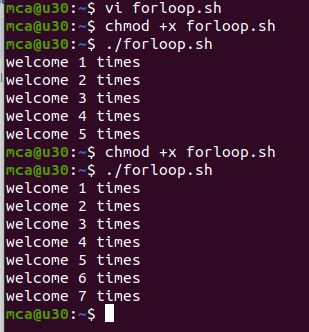 mca@u30:~$ vi forloop.sh
mca@u30:~$ chmod +x forloop.sh
mca@u30:~$ ./forloop.sh
welcome 1 times
welcome 2 times
welcome 3 times
welcome 4 times
welcome 5 times
mca@u30:~$ chmod +x forloop.sh
mca@u30:~$ ./forloop.sh
welcome 1 times
welcome 2 times
welcome 3 times
welcome 4 times
welcome 5 times
welcome 6 times
welcome 7 times
mca@u30:~$